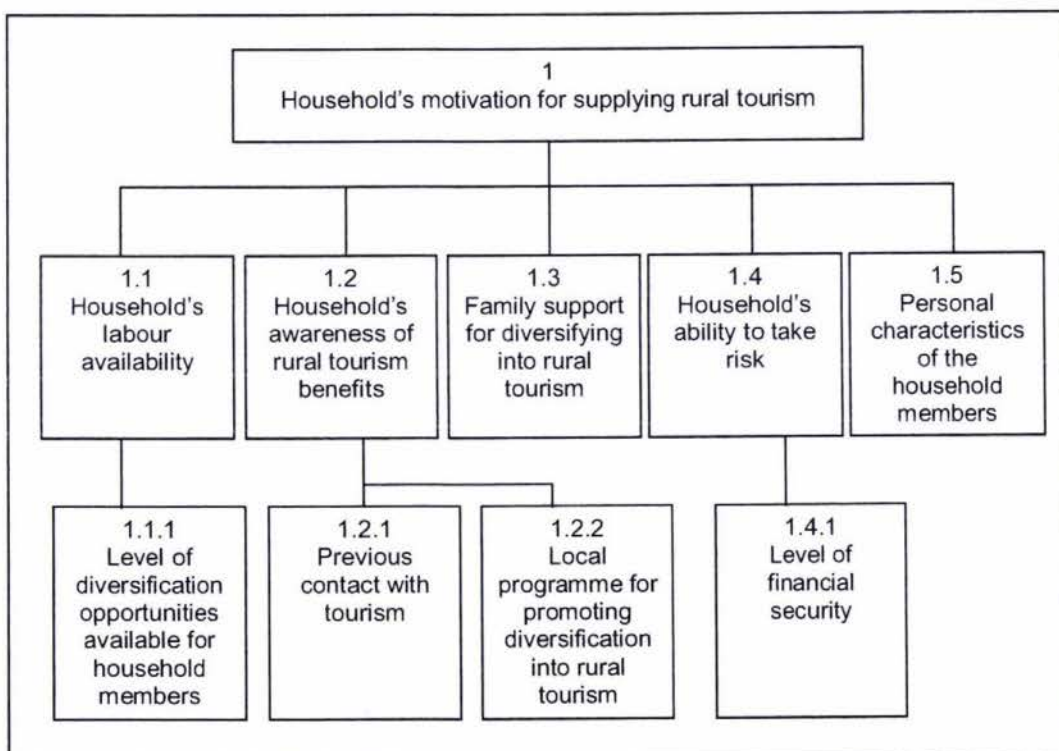 1
Household's motivation for supplying rural tourism
1.1
Household's
labour
availability
1.2
Household's
awareness of
rural tourism
benefits
1.3
Family support
for diversifying
into rural
tourism
1.4
Household's
ability to take
risk
1.5
Personal
characteristics
of the
household
members
1.1.1
Level of
diversification
opportunities
available for
household
members
1.2.1
Previous
contact with
tourism
1.2.2
Local
programme for
promoting
diversification
into rural
tourism
1.4.1
Level of
financial
security